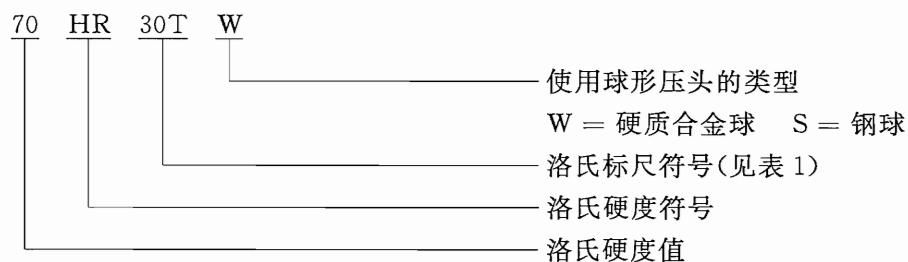 70 HR 30T W
使用球形压头的类型
W = 硬质合金球 S = 钢球
洛氏标尺符号(见表 1)
洛氏硬度符号
洛氏硬度值